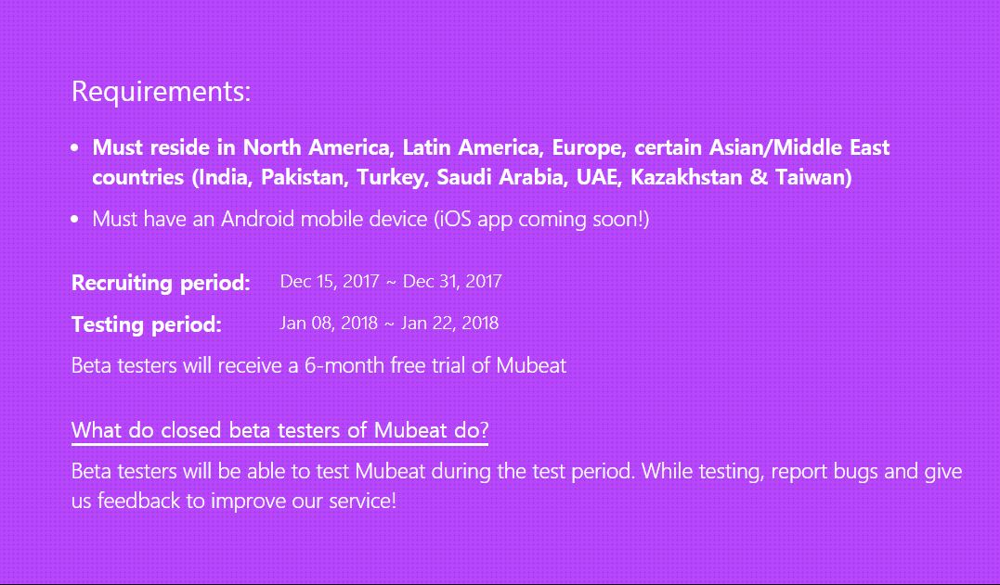 Requirements:
• Must reside in North America, Latin America, Europe, certain Asian/Middle East
countries (India, Pakistan, Turkey, Saudi Arabia, UAE, Kazakhstan & Taiwan)
• Must have an Android mobile device (iOS app coming soon!)
Recruiting period: Dec 15, 2017 ~ Dec 31, 2017
Testing period: Jan 08, 2018 ~ Jan 22, 2018
Beta testers will receive a 6-month free trial of Mubeat
What do closed beta testers of Mubeat do?
Beta testers will be able to test Mubeat during the test period. While testing, report bugs and give
us feedback to improve our service!